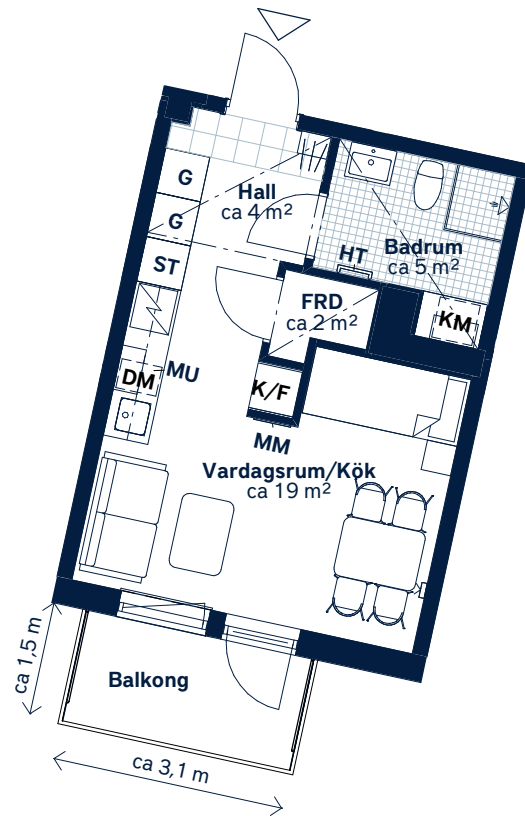 G
Hall
ca 4 m²
G
HT
Badrum
ca 5 m²
ST
FRD
ca 2 m²
KM
DM
MU
K/F
MM
Vardagsrum/Kök
ca 19 m²
ca 1,5 m
Balkong
ca 3,1 m